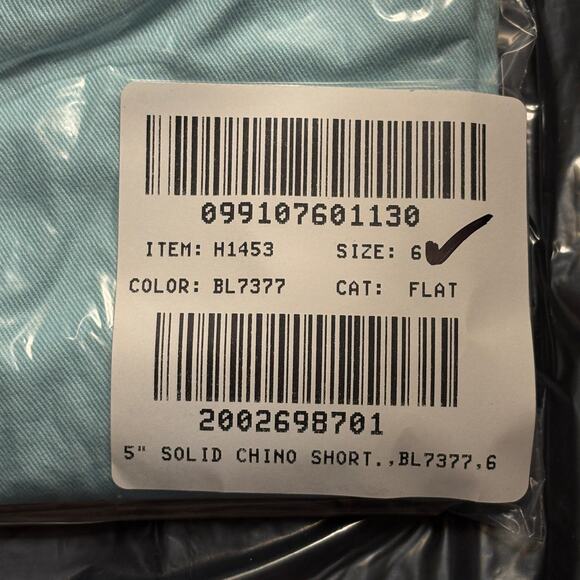 099107601130
ITEM: H1453 SIZE: 6
COLOR: BL7377 CAT: FLAT
2002698701
5" SOLID CHINO SHORT.,BL7377,6